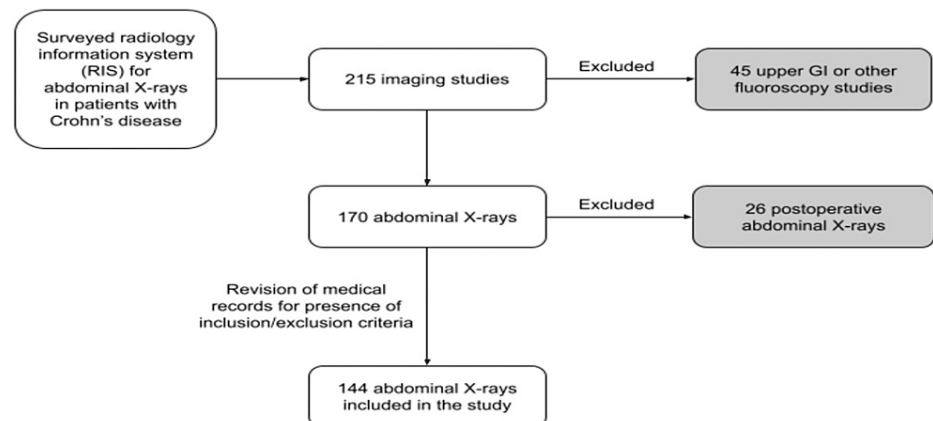 Surveyed radiology
information system
(RIS) for
abdominal X-rays
in patients with
Crohn's disease
215 imaging studies
Excluded
45 upper GI or other
fluoroscopy studies
170 abdominal X-rays
Excluded
26 postoperative
abdominal X-rays
Revision of medical
records for presence of
inclusion/exclusion criteria
144 abdominal X-rays
included in the study